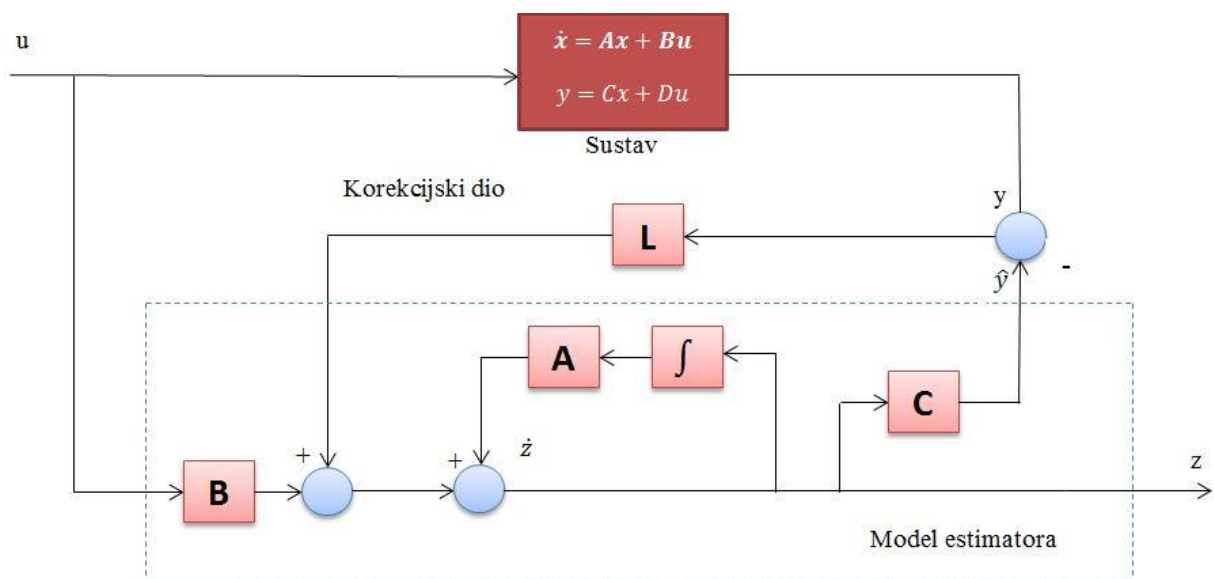 u
ẋ = Ax + Bu
y = Cx + Du
Sustav
Korekcijski dio
y
L
-
ŷ
A
∫
C
+
+
ż
z
B
Model estimatora